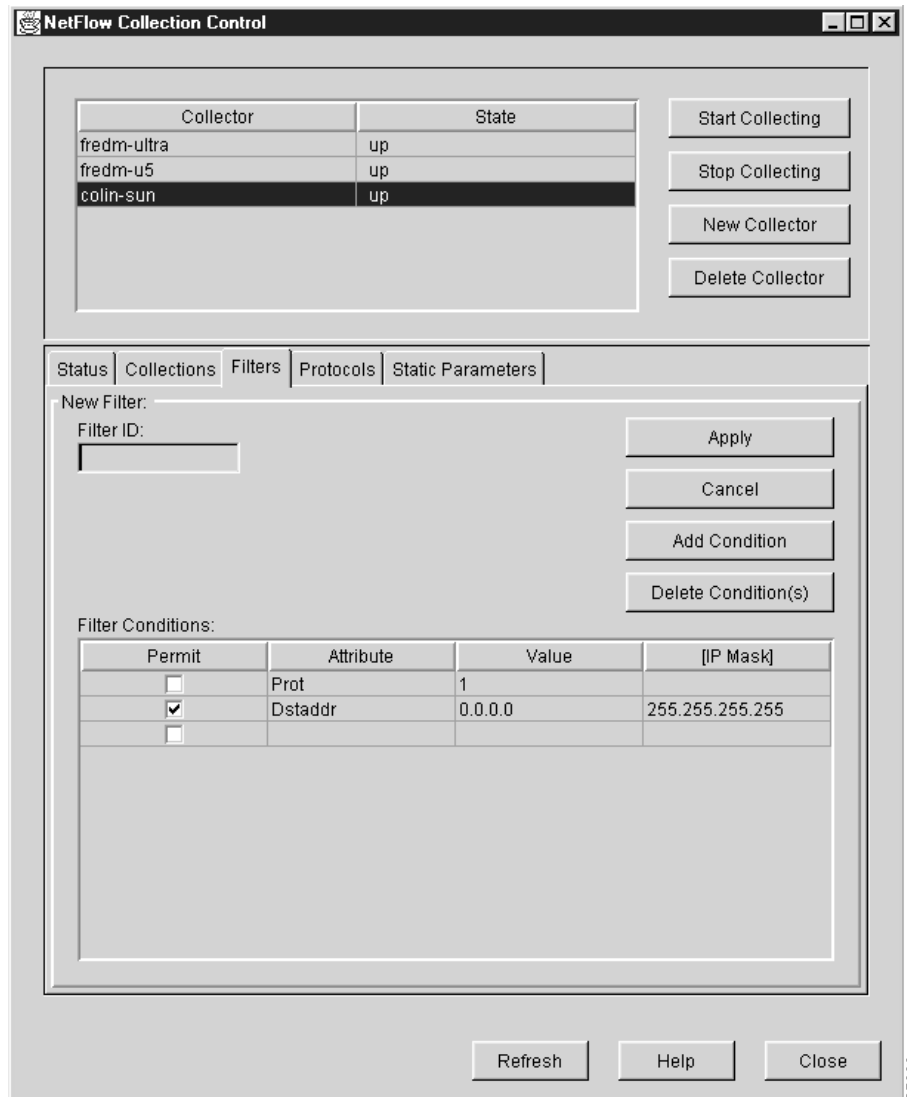 NetFlow Collection Control
Collector State
fredm-ultra up
fredm-u5 up
colin-sun up
Start Collecting
Stop Collecting
New Collector
Delete Collector
Status Collections Filters Protocols Static Parameters
New Filter:
Filter ID:
Apply
Cancel
Add Condition
Delete Condition(s)
Filter Conditions:
Permit Attribute Value [IP Mask]
Prot 1
Dstaddr 0.0.0.0 255.255.255.255
Refresh Help Close